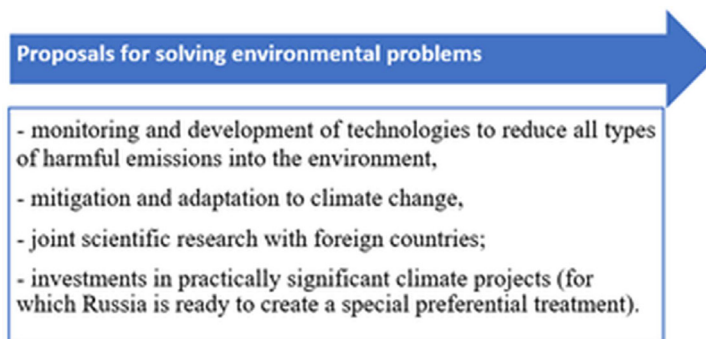 Proposals for solving environmental problems
- monitoring and development of technologies to reduce all types
of harmful emissions into the environment,
- mitigation and adaptation to climate change,
- joint scientific research with foreign countries;
- investments in practically significant climate projects (for
which Russia is ready to create a special preferential treatment).